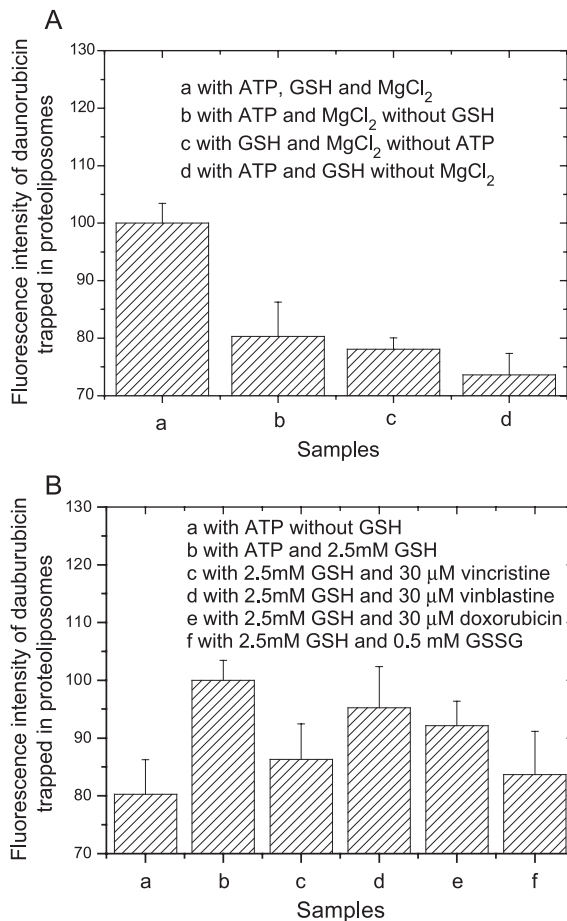 A
130
120
110
100
90
80
70
Fluorescence intensity of daunorubicin
trapped in proteoliposomes
a with ATP, GSH and MgCl2
b with ATP and MgCl2 without GSH
c with GSH and MgCl2 without ATP
d with ATP and GSH without MgCl2
a b c d
Samples
B
130
120
110
100
90
80
70
Fluorescence intensity of dauburubicin
trapped in proteoliposomes
a with ATP without GSH
b with ATP and 2.5mM GSH
c with 2.5mM GSH and 30 μM vincristine
d with 2.5mM GSH and 30 μM vinblastine
e with 2.5mM GSH and 30 μM doxorubicin
f with 2.5mM GSH and 0.5 mM GSSG
a b c d e f
Samples